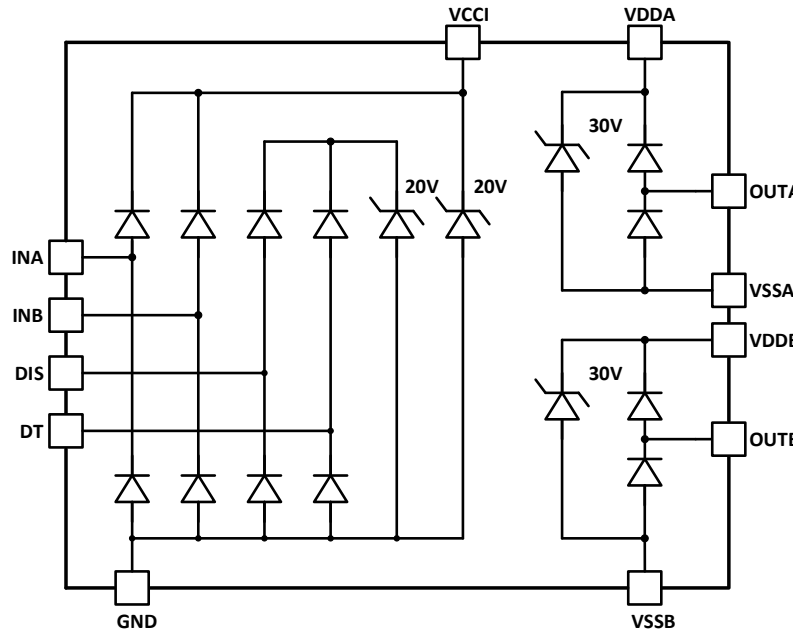 VCCI
VDDA
30V
20V
20V
OUTA
INA
VSSA
INB
VDDB
DIS
30V
DT
OUTB
GND
VSSB